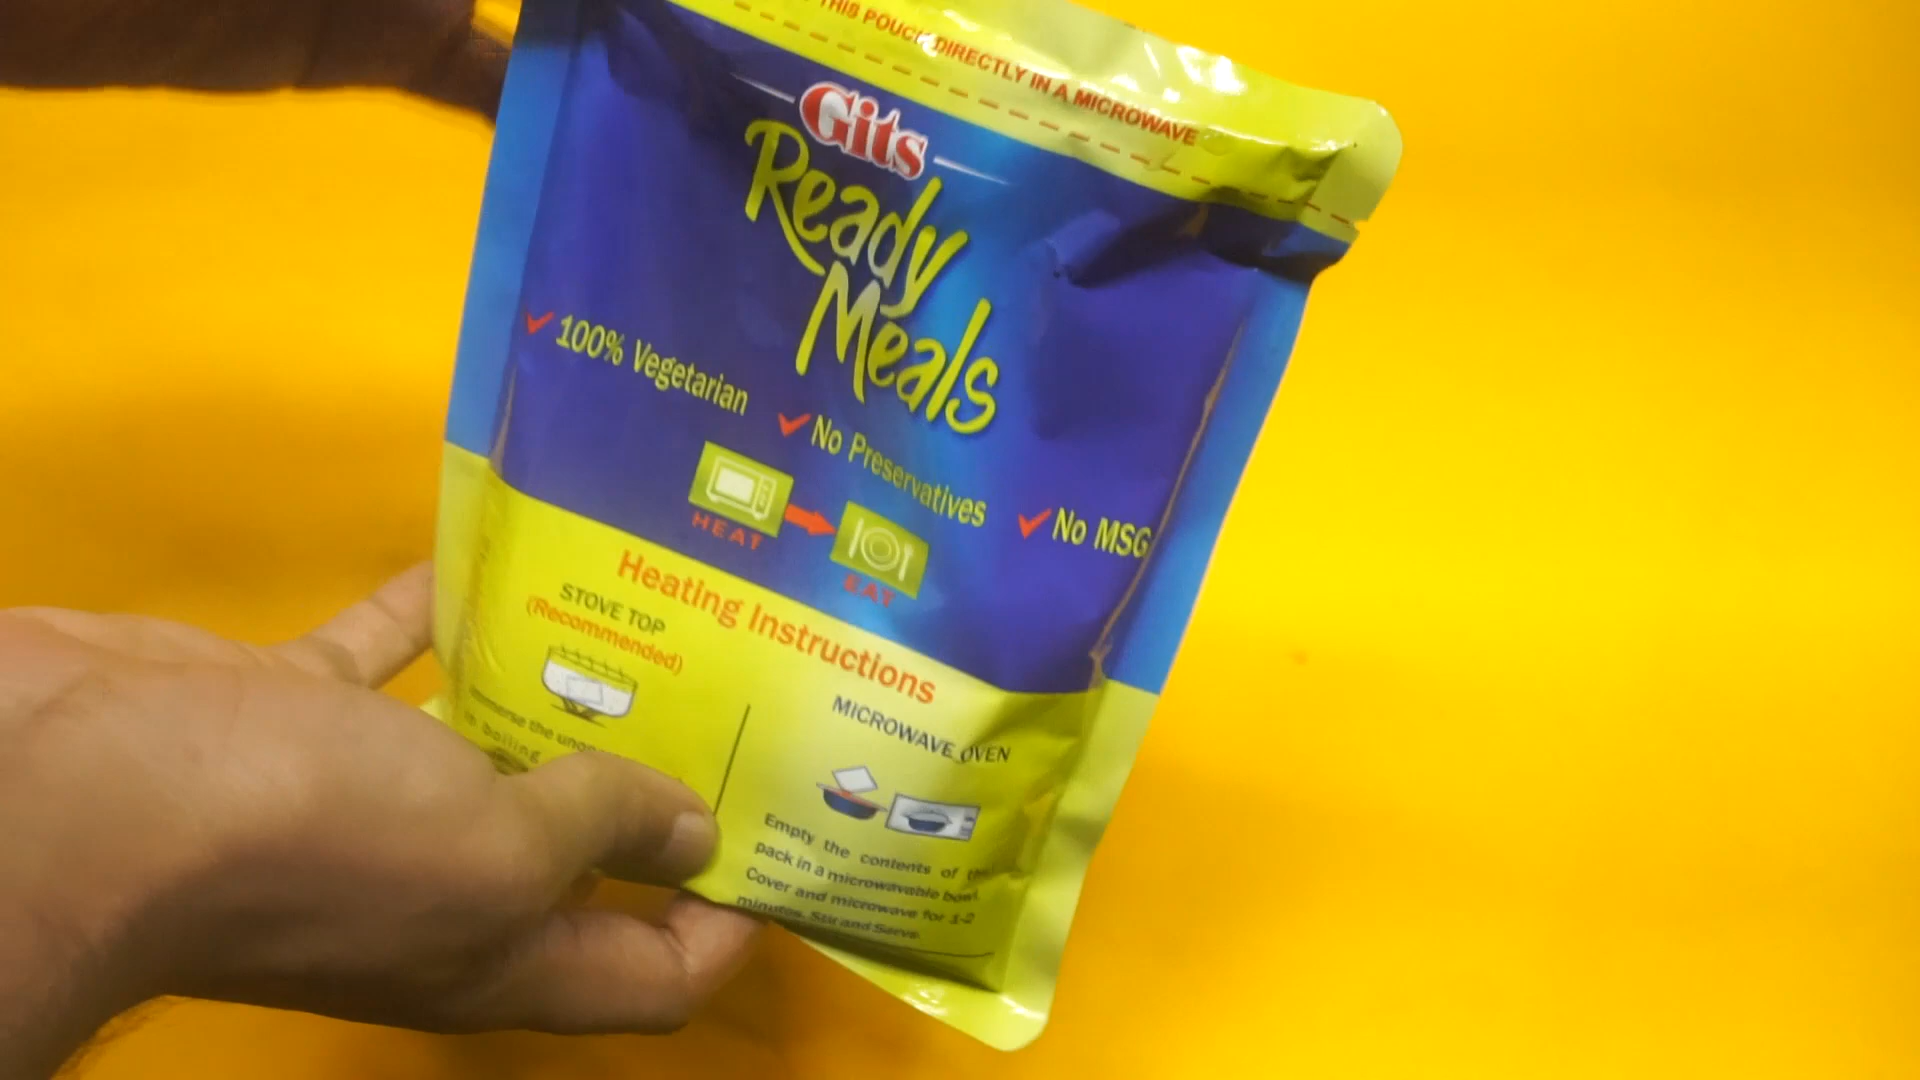 THIS POUCH DIRECTLY IN A MICROWAVE
Gits
Ready
Meals
100% Vegetarian
No Preservatives
No MSG
HEAT
EAT
Heating Instructions
STOVE TOP
(Recommended)
the
boiling
MICROWAVE OVEN
Empty the contents of
pack in a microwavable bowl.
Cover and microwave for 1-2
minutes. Stir and Serve.